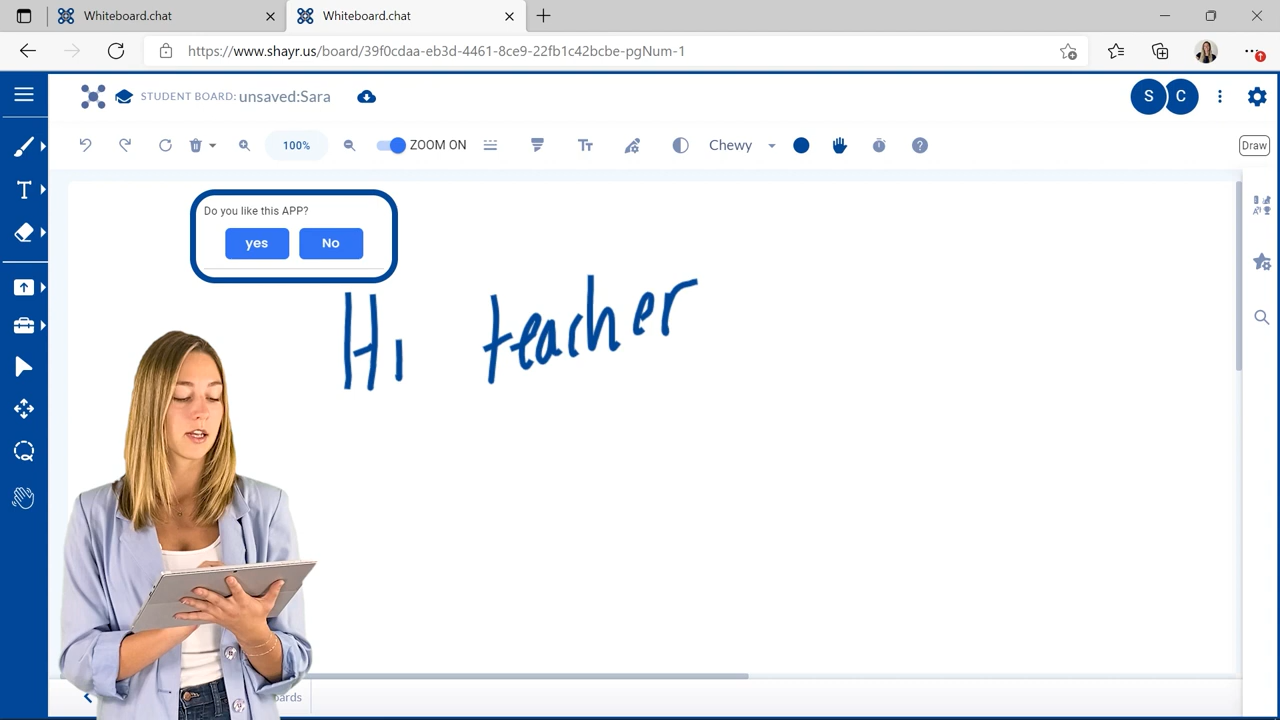 Whiteboard.chat
Whiteboard.chat
https://www.shayr.us/board/39f0cdaa-eb3d-4461-8ce9-22fb1c42bcbe-pgNum-1
STUDENT BOARD: unsaved:Sara
S C
100% ZOOM ON Tt Chewy
Draw
Do you like this APP?
yes No
Hi teacher